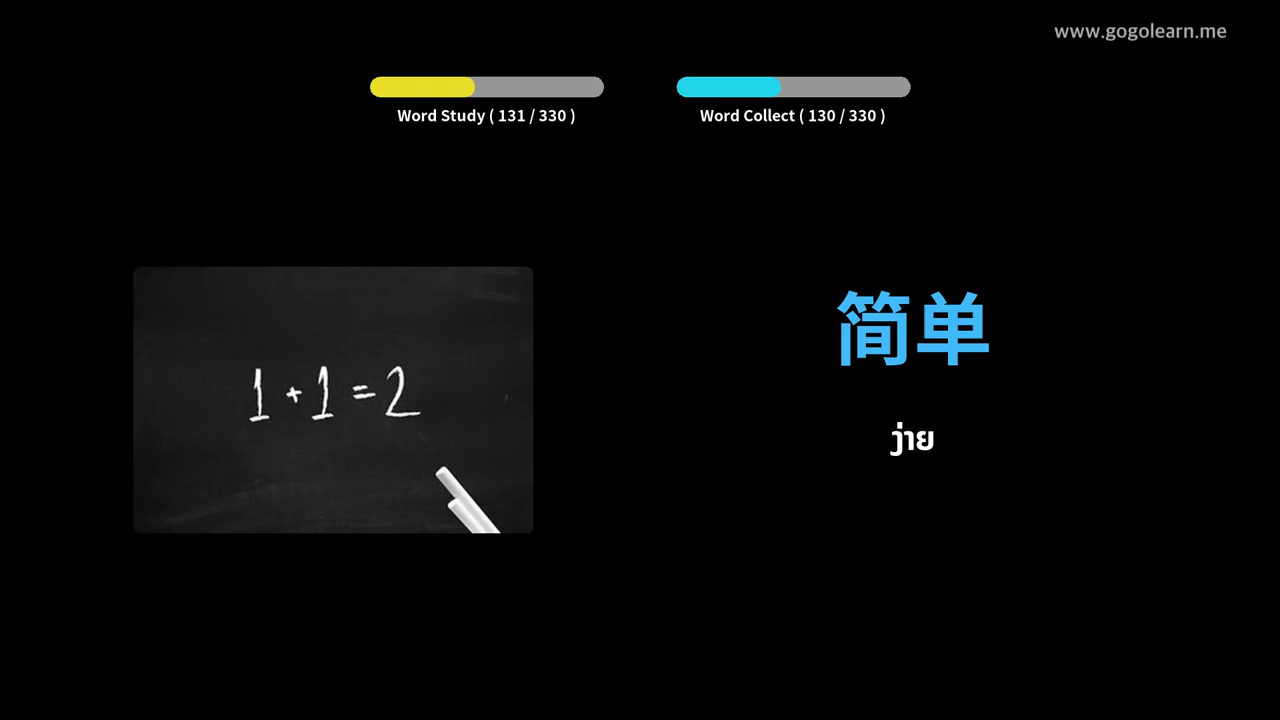 www.gogolearn.me
Word Study ( 131 / 330 )
Word Collect ( 130 / 330 )
1 + 1 = 2
简单
ง่าย